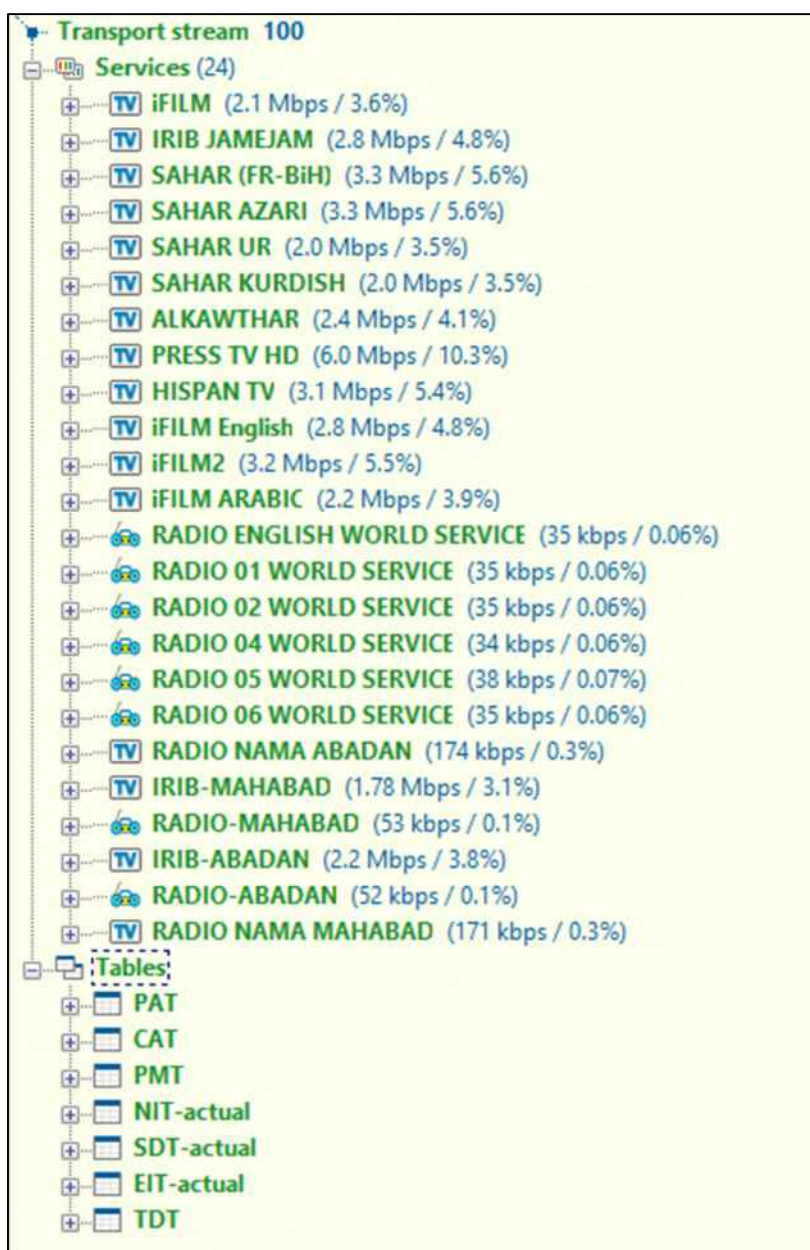 Transport stream 100
Services (24)
TV iFILM (2.1 Mbps / 3.6%)
TV IRIB JAMEJAM (2.8 Mbps / 4.8%)
TV SAHAR (FR-BiH) (3.3 Mbps / 5.6%)
TV SAHAR AZARI (3.3 Mbps / 5.6%)
TV SAHAR UR (2.0 Mbps / 3.5%)
TV SAHAR KURDISH (2.0 Mbps / 3.5%)
TV ALKAWTHAR (2.4 Mbps / 4.1%)
TV PRESS TV HD (6.0 Mbps / 10.3%)
TV HISPAN TV (3.1 Mbps / 5.4%)
TV iFILM English (2.8 Mbps / 4.8%)
TV iFILM2 (3.2 Mbps / 5.5%)
TV iFILM ARABIC (2.2 Mbps / 3.9%)
RADIO ENGLISH WORLD SERVICE (35 kbps / 0.06%)
RADIO 01 WORLD SERVICE (35 kbps / 0.06%)
RADIO 02 WORLD SERVICE (35 kbps / 0.06%)
RADIO 04 WORLD SERVICE (34 kbps / 0.06%)
RADIO 05 WORLD SERVICE (38 kbps / 0.07%)
RADIO 06 WORLD SERVICE (35 kbps / 0.06%)
TV RADIO NAMA ABADAN (174 kbps / 0.3%)
TV IRIB-MAHABAD (1.78 Mbps / 3.1%)
RADIO-MAHABAD (53 kbps / 0.1%)
TV IRIB-ABADAN (2.2 Mbps / 3.8%)
RADIO-ABADAN (52 kbps / 0.1%)
TV RADIO NAMA MAHABAD (171 kbps / 0.3%)
Tables
PAT
CAT
PMT
NIT-actual
SDT-actual
EIT-actual
TDT